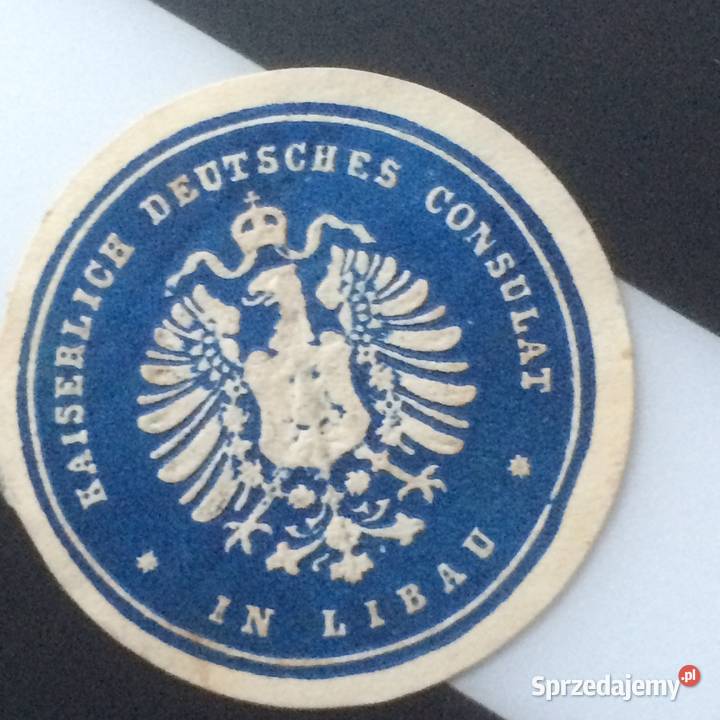 KAISERLICH DEUTSCHES CONSULAT
* IN LIBAU *
Sprzedajemy.pl